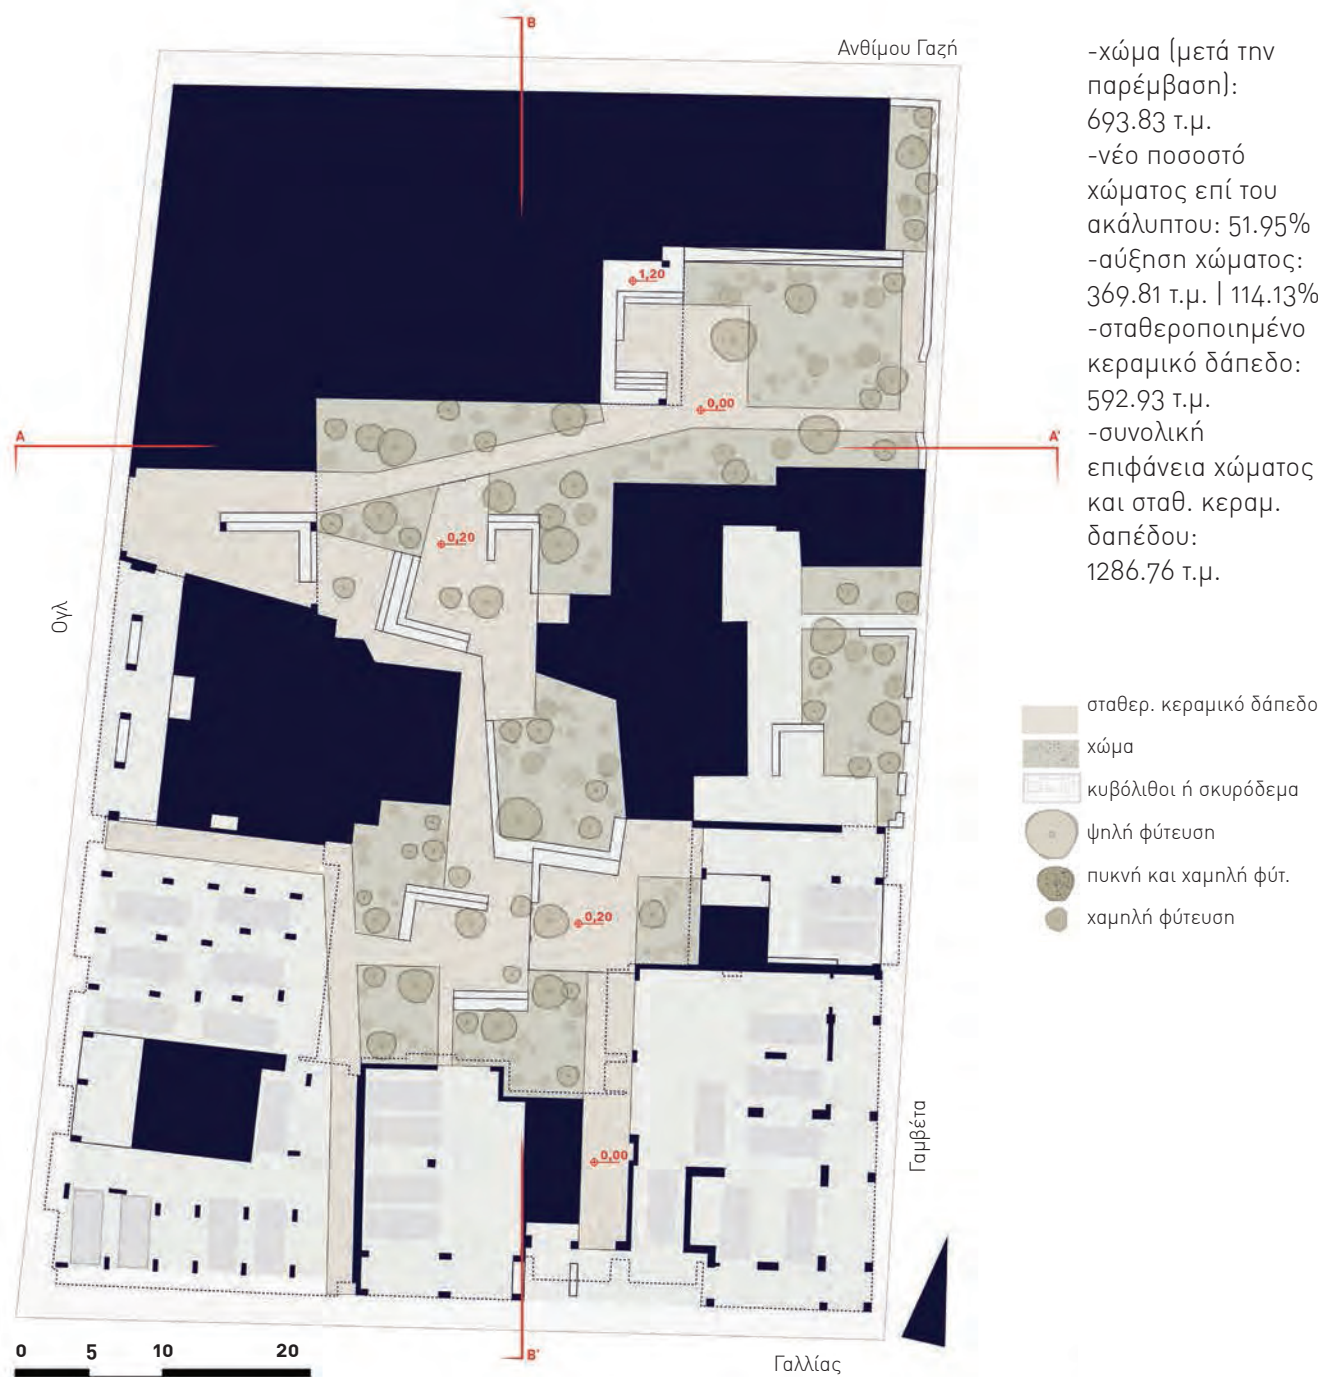 B
Ανθίμου Γαζή
-χώμα (μετά την
παρέμβαση):
693.83 τ.μ.
-νέο ποσοστό
χώματος επί του
ακάλυπτου: 51.95%
-αύξηση χώματος:
369.81 τ.μ. | 114.13%
-σταθεροποιημένο
κεραμικό δάπεδο:
592.93 τ.μ.
-συνολική
επιφάνεια χώματος
και σταθ. κεραμ.
δαπέδου:
1286.76 τ.μ.
1,20
0,00
A
A'
0,20
Ογλ
σταθερ. κεραμικό δάπεδο
χώμα
κυβόλιθοι ή σκυρόδεμα
ψηλή φύτευση
πυκνή και χαμηλή φύτ.
χαμηλή φύτευση
0,20
0,00
Γαμβέτα
B'
Γαλλίας
0 5 10 20